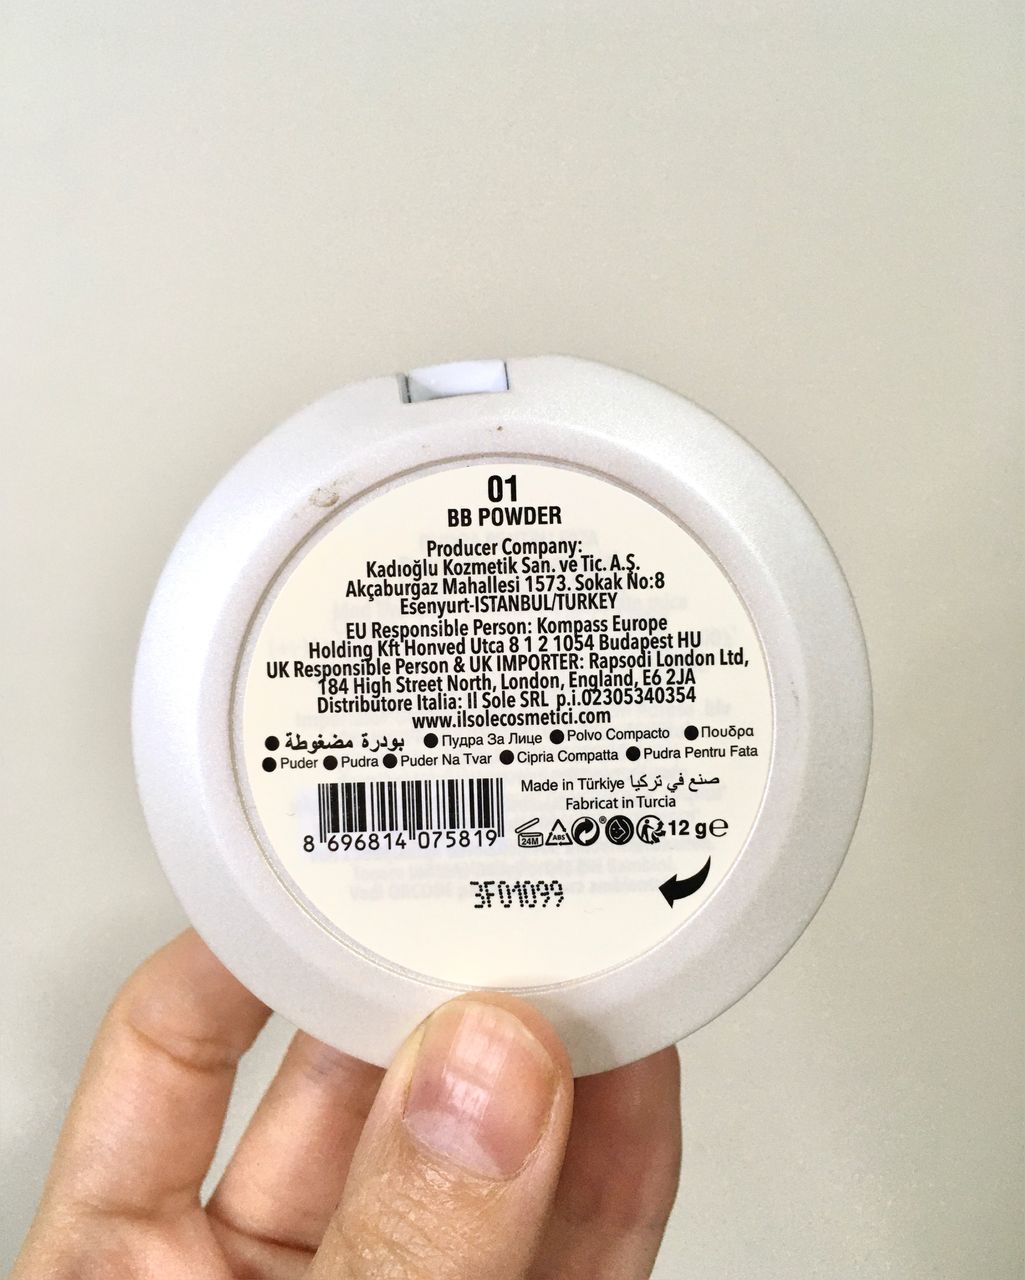 01
BB POWDER
Producer Company:
Kadıoğlu Kozmetik San. ve Tic. A.Ş.
Akçaburgaz Mahallesi 1573. Sokak No:8
Esenyurt-ISTANBUL/TURKEY
EU Responsible Person: Kompass Europe
Holding Kft Honved Utca 8 1 2 1054 Budapest HU
UK Responsible Person & UK IMPORTER: Rapsodi London Ltd,
184 High Street North, London, England, E6 2JA
Distributore Italia: Il Sole SRL p.i.02305340354
www.ilsolecosmetici.com
● بودرة مضغوطة ● Пудра За Лице ● Polvo Compacto ● Πουδρα
● Puder ● Pudra ● Puder Na Tvar ● Cipria Compatta ● Pudra Pentru Fata
Made in Türkiye صنع في تركيا
Fabricat in Turcia
8 696814 075819
24M ABS ® 12 g℮
3F01099